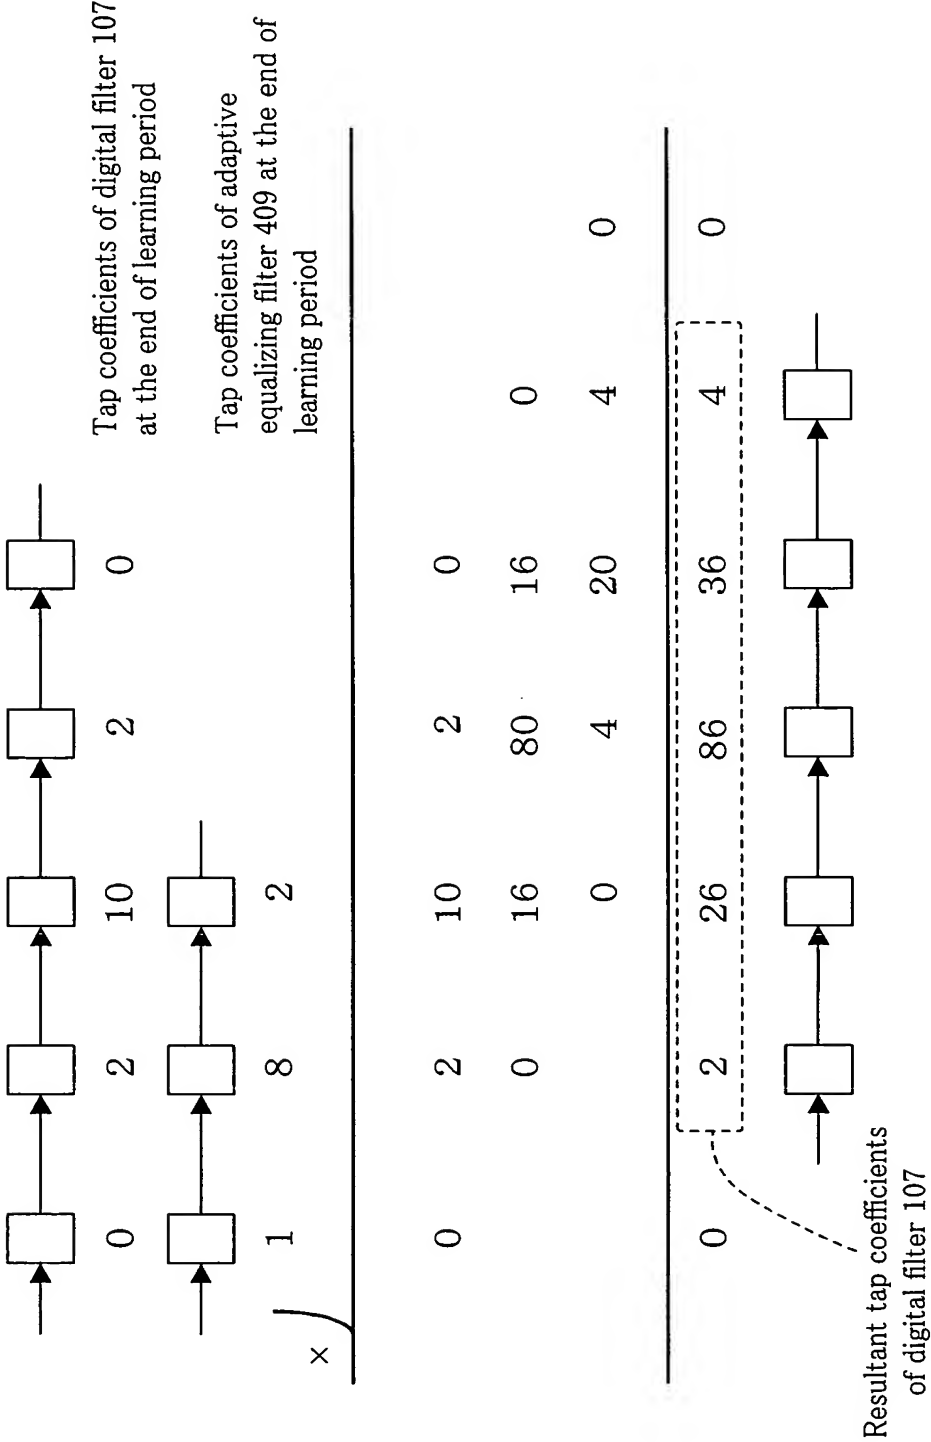 0 2 10 2 0
Tap coefficients of digital filter 107
at the end of learning period
1 8 2
Tap coefficients of adaptive
equalizing filter 409 at the end of
learning period
×
0 2 10 2 0
0 16 80 16 0
0 4 20 4 0
0 2 26 86 36 4 0
Resultant tap coefficients
of digital filter 107